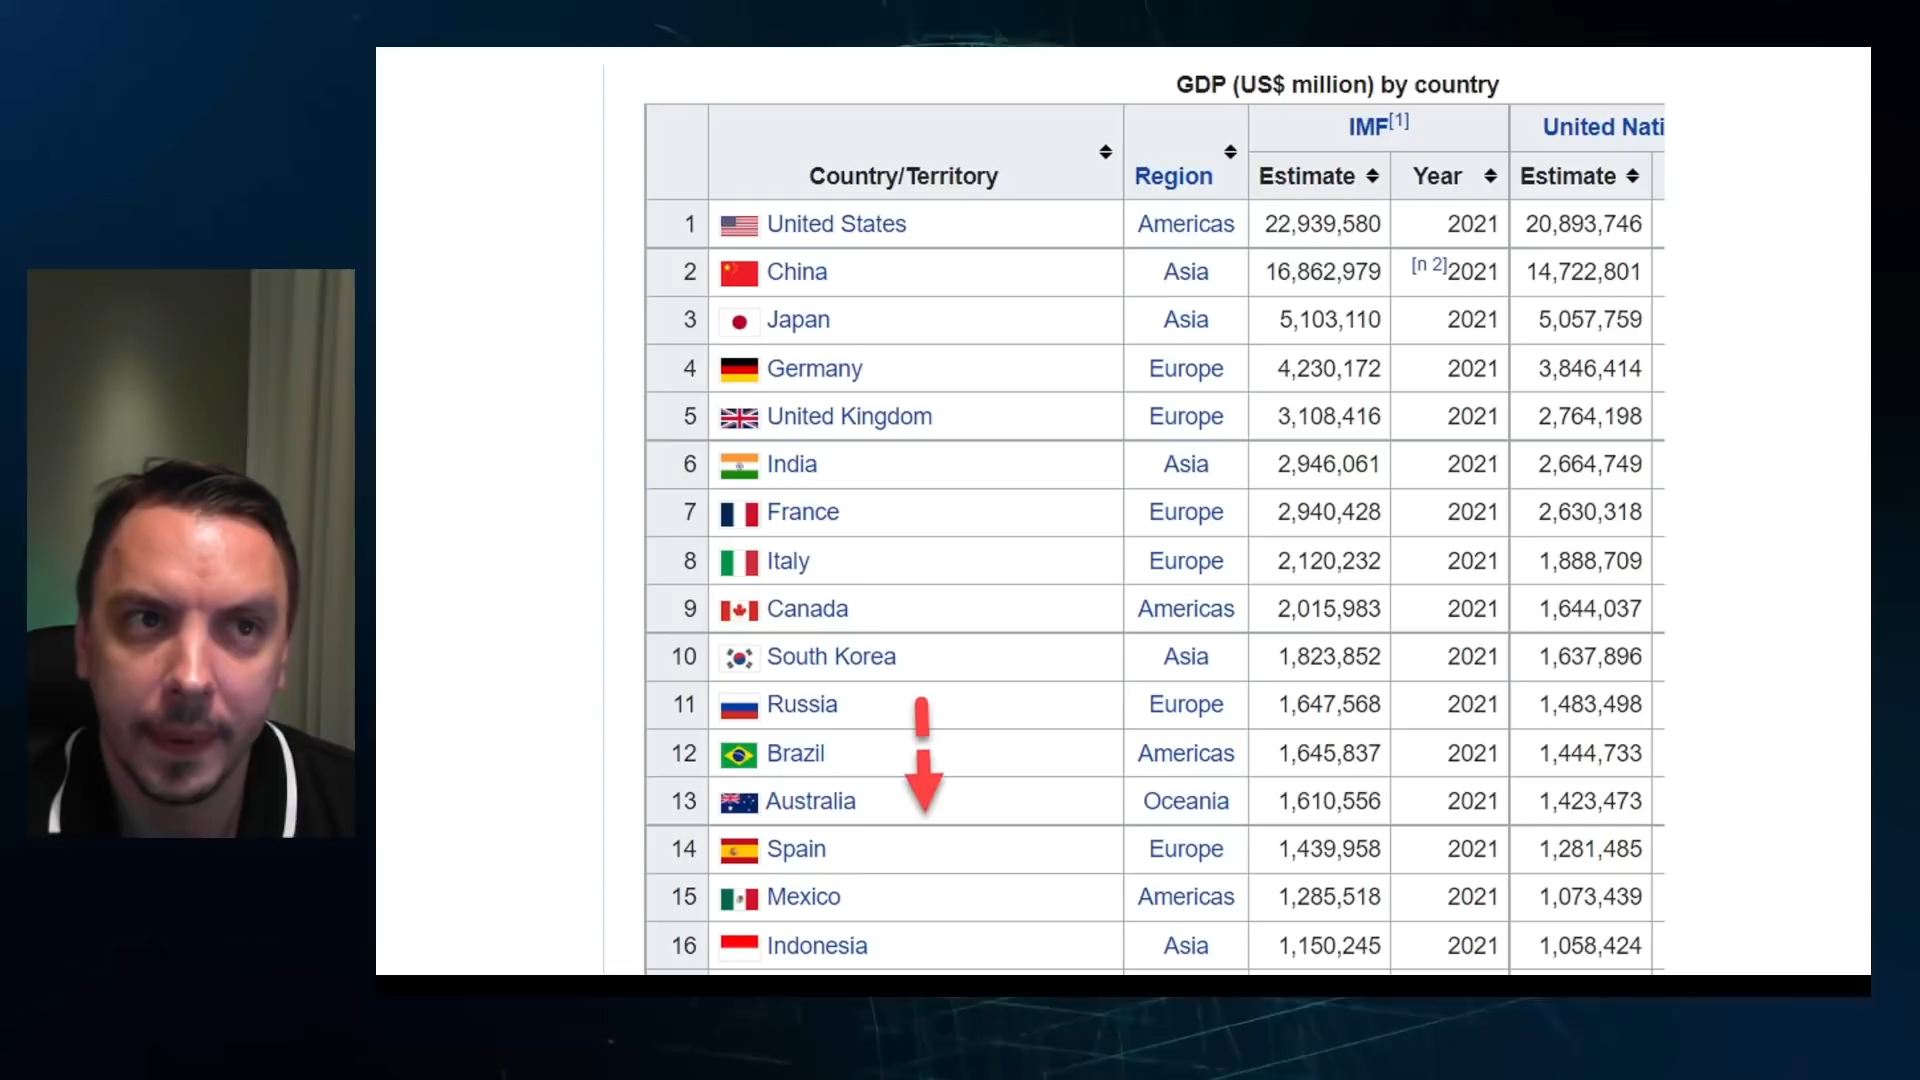 GDP (US$ million) by country
IMF[1] United Nati
Country/Territory Region Estimate Year Estimate
1 United States Americas 22,939,580 2021 20,893,746
2 China Asia 16,862,979 [n 2]2021 14,722,801
3 Japan Asia 5,103,110 2021 5,057,759
4 Germany Europe 4,230,172 2021 3,846,414
5 United Kingdom Europe 3,108,416 2021 2,764,198
6 India Asia 2,946,061 2021 2,664,749
7 France Europe 2,940,428 2021 2,630,318
8 Italy Europe 2,120,232 2021 1,888,709
9 Canada Americas 2,015,983 2021 1,644,037
10 South Korea Asia 1,823,852 2021 1,637,896
11 Russia Europe 1,647,568 2021 1,483,498
12 Brazil Americas 1,645,837 2021 1,444,733
13 Australia Oceania 1,610,556 2021 1,423,473
14 Spain Europe 1,439,958 2021 1,281,485
15 Mexico Americas 1,285,518 2021 1,073,439
16 Indonesia Asia 1,150,245 2021 1,058,424